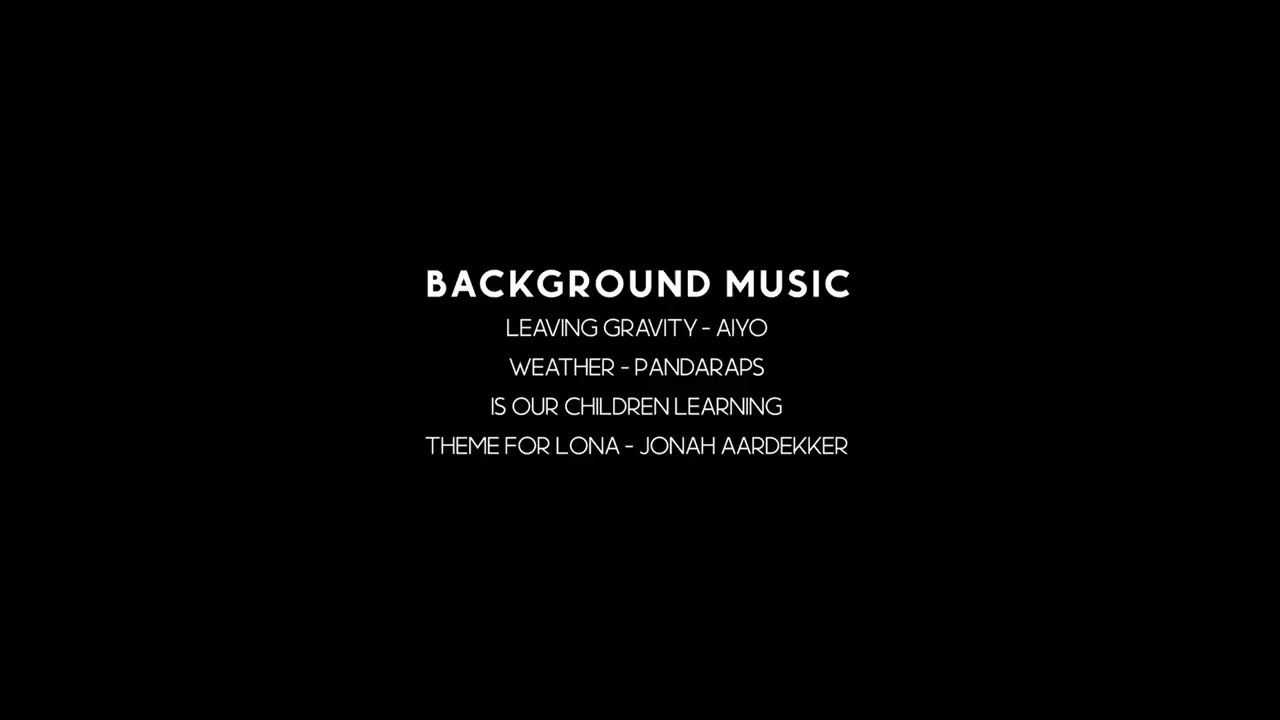 BACKGROUND MUSIC
LEAVING GRAVITY - AIYO
WEATHER - PANDARAPS
IS OUR CHILDREN LEARNING
THEME FOR LONA - JONAH AARDEKKER